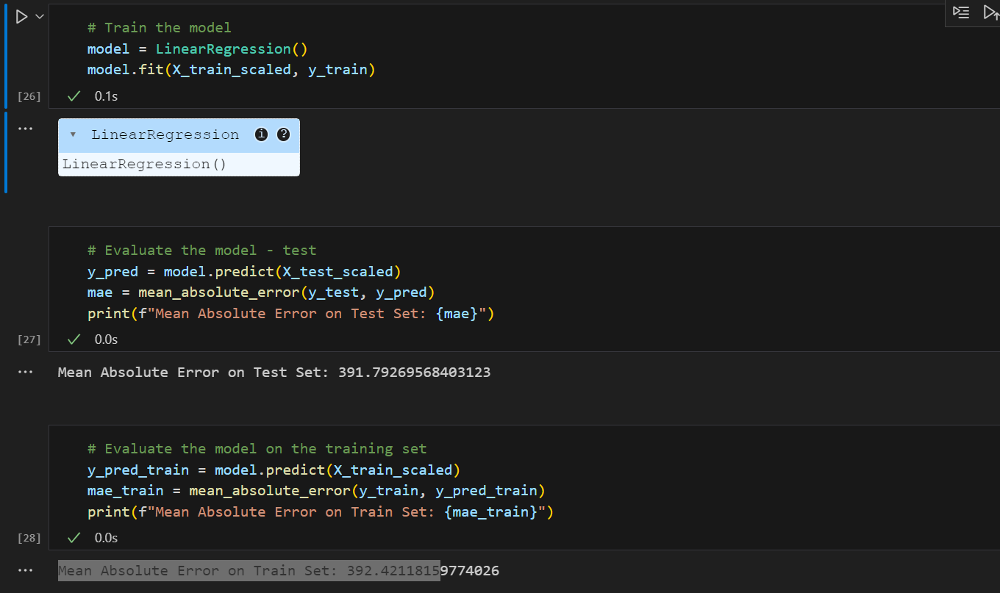 # Train the model
model = LinearRegression()
model.fit(X_train_scaled, y_train)
[26]
0.1s
LinearRegression
LinearRegression()
# Evaluate the model - test
y_pred = model.predict(X_test_scaled)
mae = mean_absolute_error(y_test, y_pred)
print(f"Mean Absolute Error on Test Set: {mae}")
[27]
0.0s
Mean Absolute Error on Test Set: 391.79269568403123
# Evaluate the model on the training set
y_pred_train = model.predict(X_train_scaled)
mae_train = mean_absolute_error(y_train, y_pred_train)
print(f"Mean Absolute Error on Train Set: {mae_train}")
[28]
0.0s
Mean Absolute Error on Train Set: 392.42118159774026